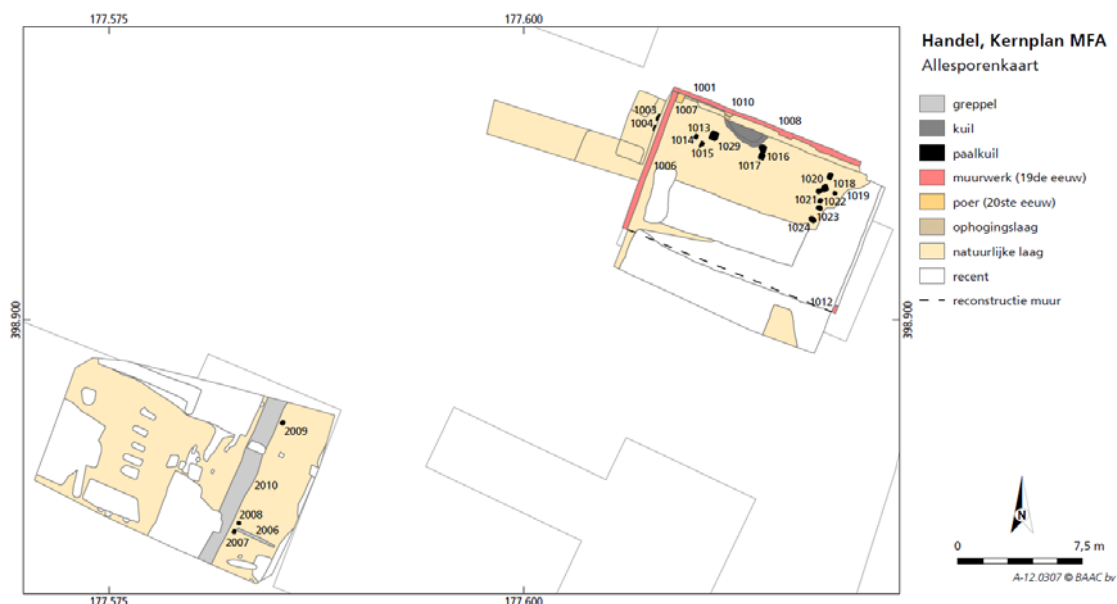 177.575
177.600
Handel, Kernplan MFA
Allesporenkaart
greppel
kuil
paalkuil
muurwerk (19de eeuw)
poer (20ste eeuw)
ophogingslaag
natuurlijke laag
recent
reconstructie muur
1001
1003
1007
1010
1004
1008
1013
1014
1029
1015
1016
1006
1017
1020
1018
1019
1021
1022
1023
1024
1012
398.900
398.900
2009
2010
2008
2006
2007
N
0
7,5 m
A-12.0307 © BAAC bv
177.575
177.600